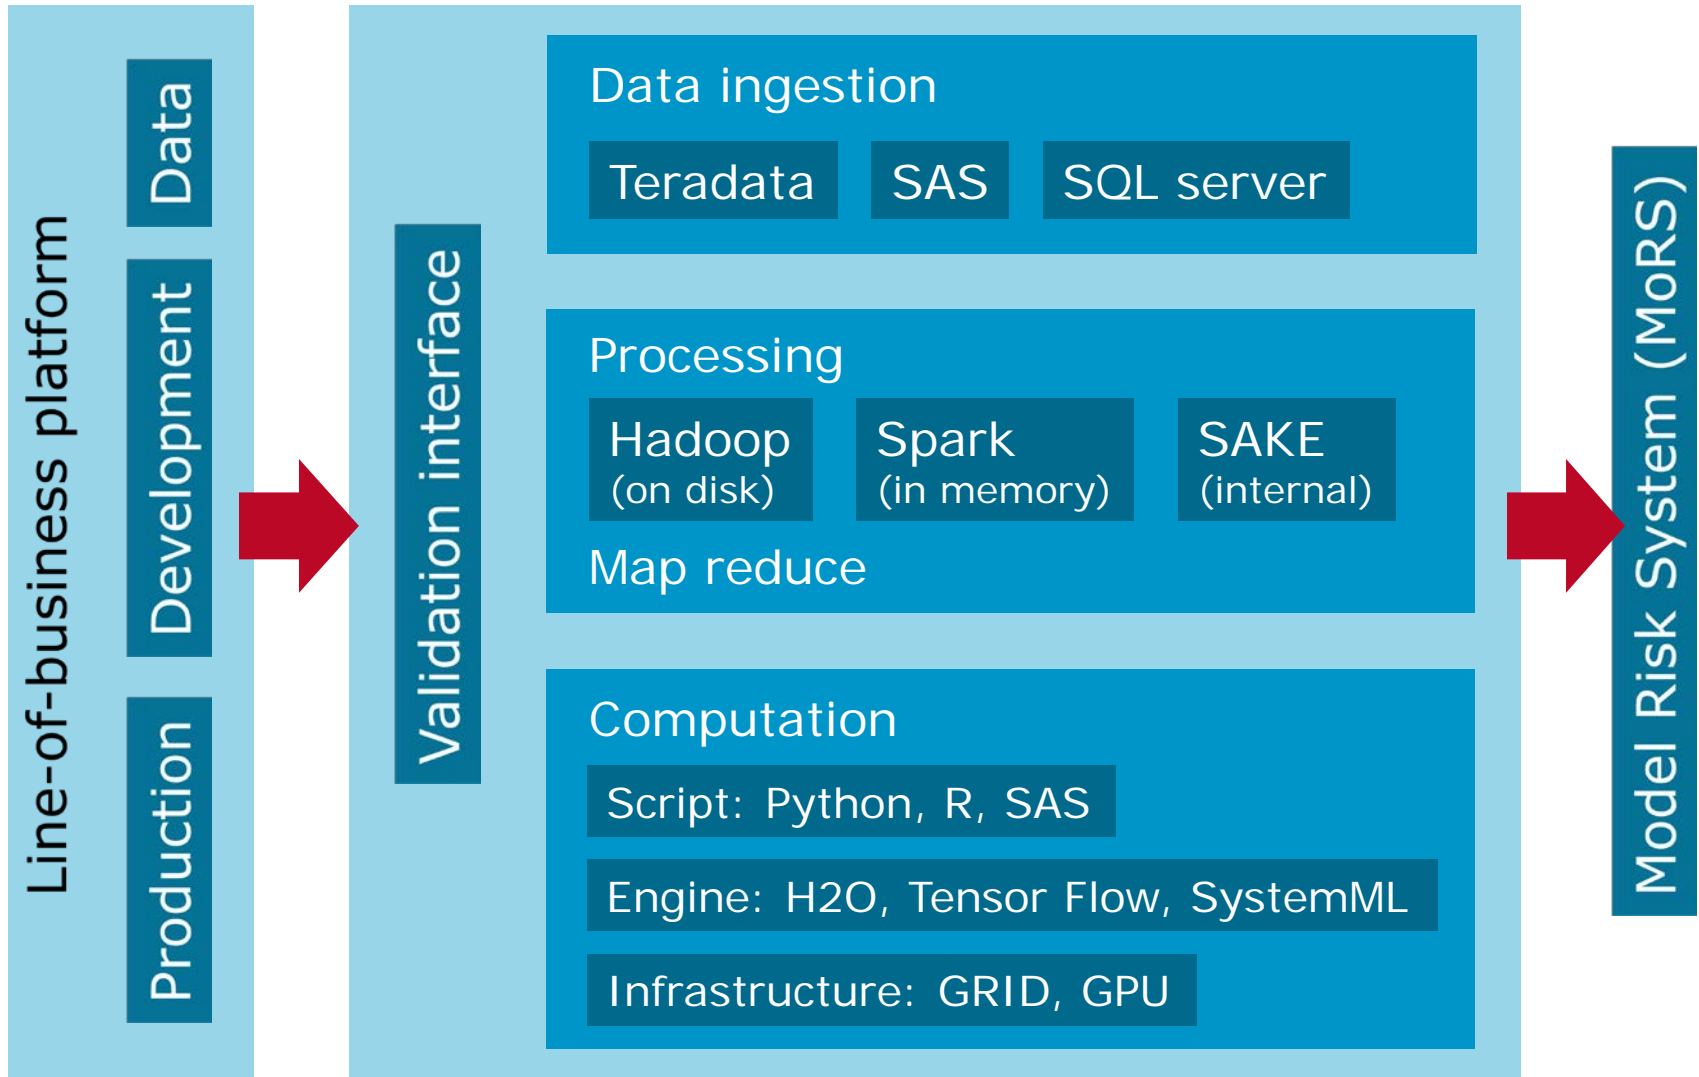 Line-of-business platform
Data
Development
Production
Validation interface
Data ingestion
Teradata
SAS
SQL server
Processing
Hadoop
(on disk)
Spark
(in memory)
SAKE
(internal)
Map reduce
Computation
Script: Python, R, SAS
Engine: H2O, Tensor Flow, SystemML
Infrastructure: GRID, GPU
Model Risk System (MoRS)